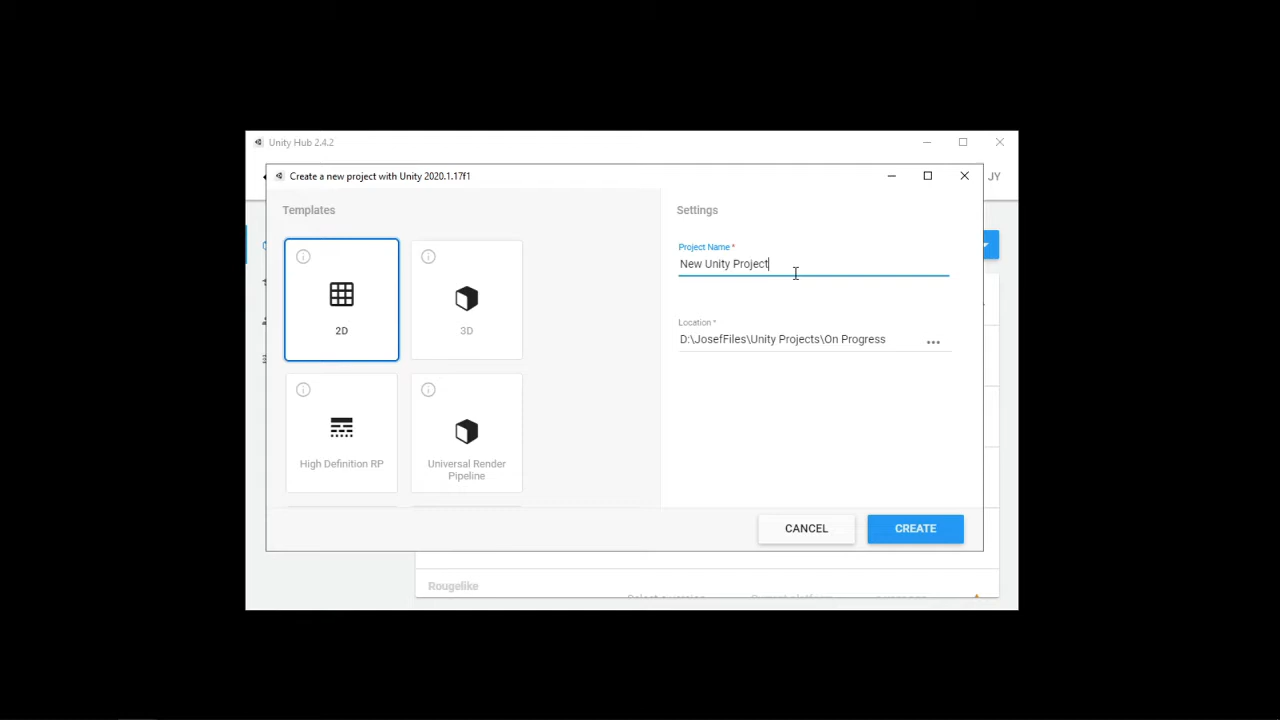 Unity Hub 2.4.2
Create a new project with Unity 2020.1.17f1
JY
Templates
Settings
Project Name *
New Unity Project
2D
3D
Location *
D:\JosefFiles\Unity Projects\On Progress
...
High Definition RP
Universal Render
Pipeline
CANCEL
CREATE
Rougelike